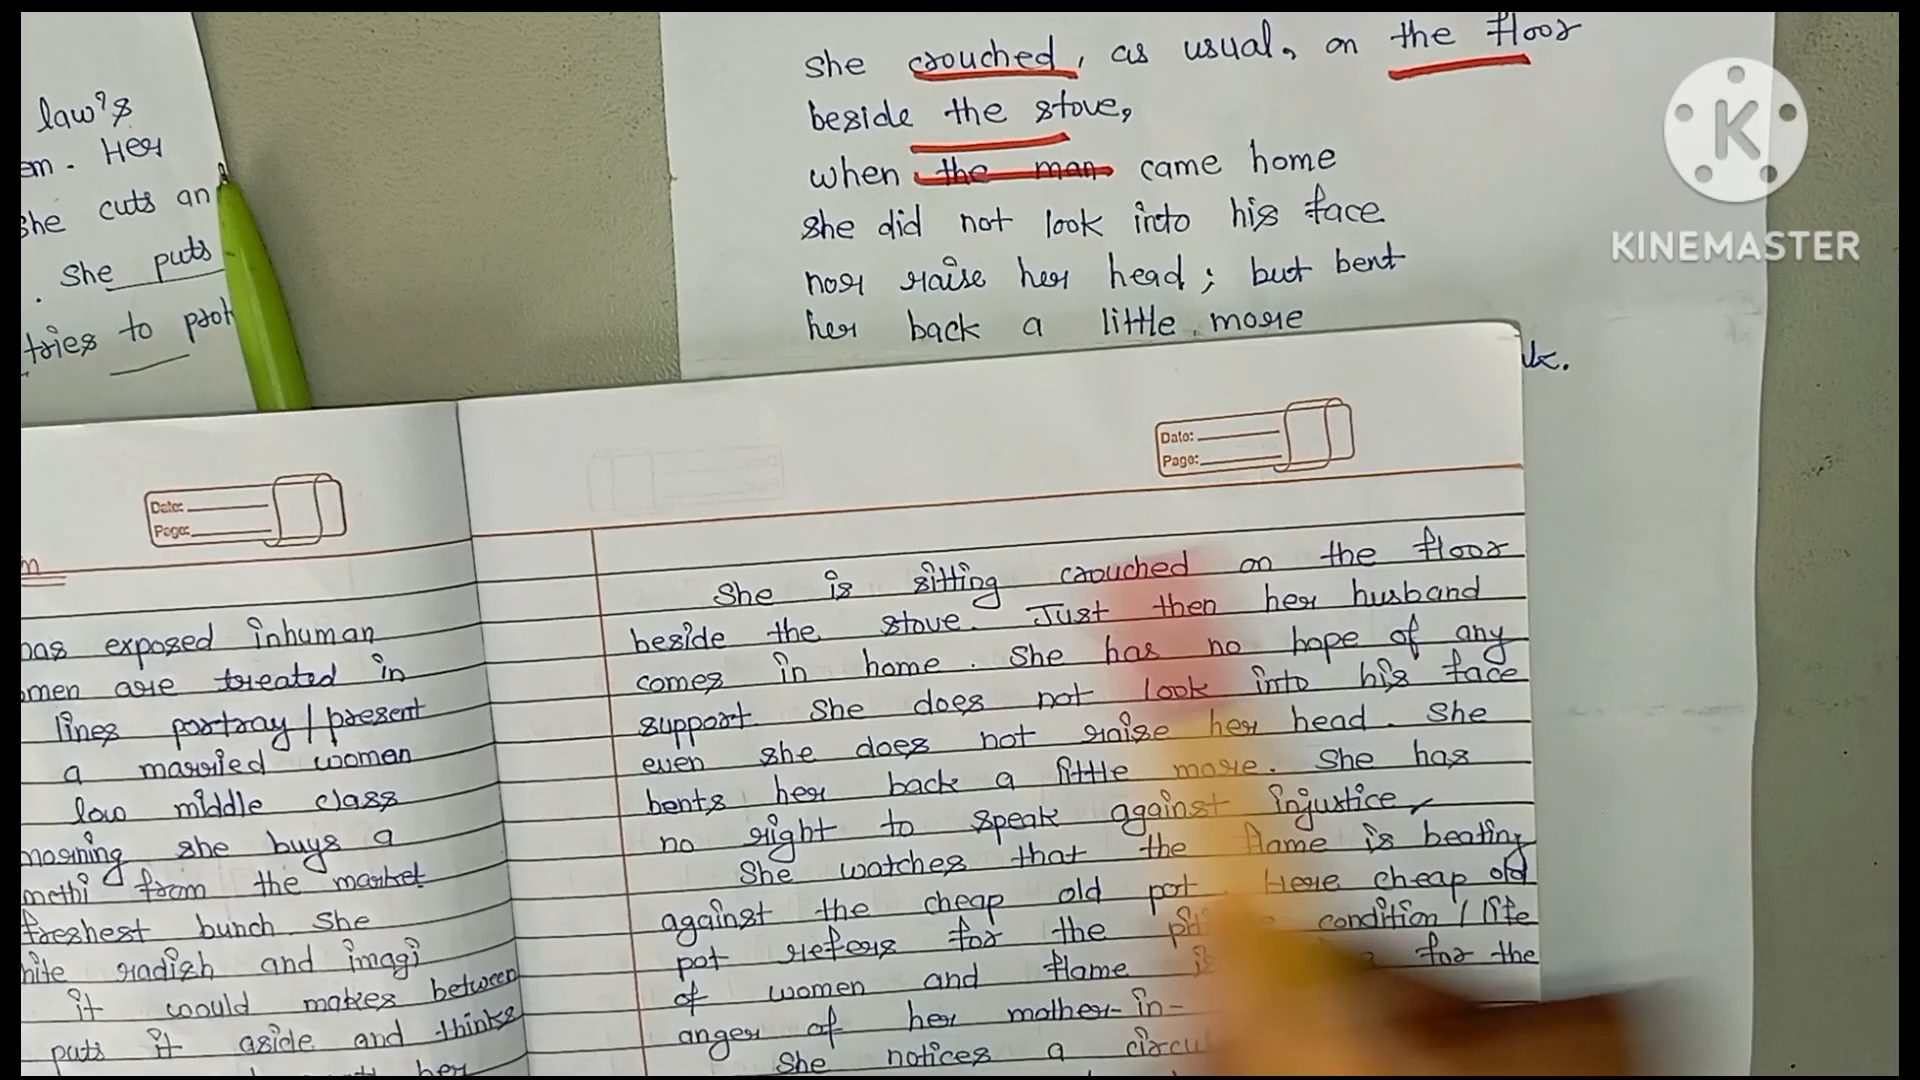 law's
em. Her
she cuts an
. She puts
tries to
she crouched, as usual, on the floor
beside the stove,
when the man came home
she did not look into his face
nor raise her head; but bent
her back a little more
KINEMASTER
Date:
Page:
has exposed inhuman
women are treated in
lines portray/present
a married women
low middle class
morning she buys a
methi from the market
freshest bunch she
white radish and imagi
it would makes between
puts it aside and thinks
her
Date:
Page:
She is sitting crouched on the floor
beside the stove. Just then her husband
comes in home. She has no hope of any
support. She does not look into his face
even she does not raise her head. She
bents her back a little more. She has
no right to speak against injustice,
She watches that the flame is beating
against the cheap old pot. Here cheap old
pot refers for the condition/life
of women and flame for the
anger of her mother-in-
She notices a